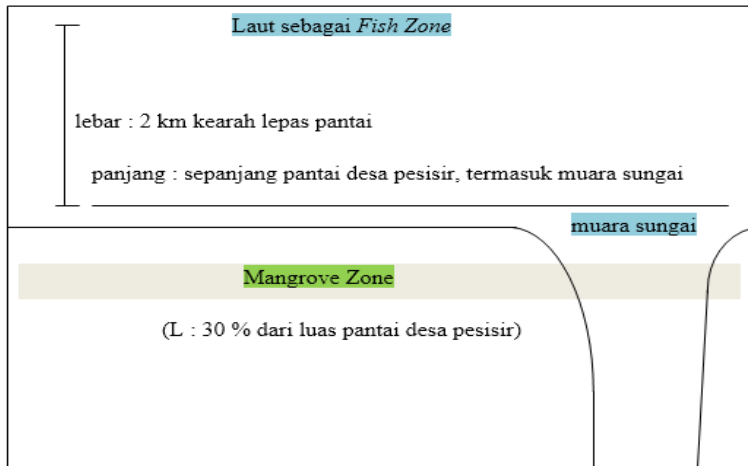 Laut sebagai Fish Zone
lebar : 2 km kearah lepas pantai
panjang : sepanjang pantai desa pesisir, termasuk muara sungai
muara sungai
Mangrove Zone
(L : 30 % dari luas pantai desa pesisir)